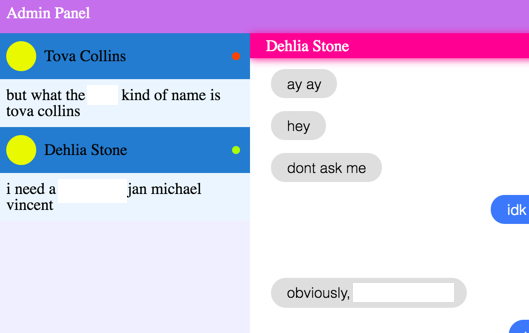 Admin Panel
Tova Collins
but what the kind of name is
tova collins
Dehlia Stone
i need a jan michael
vincent
Dehlia Stone
ay ay
hey
dont ask me
idk
obviously,